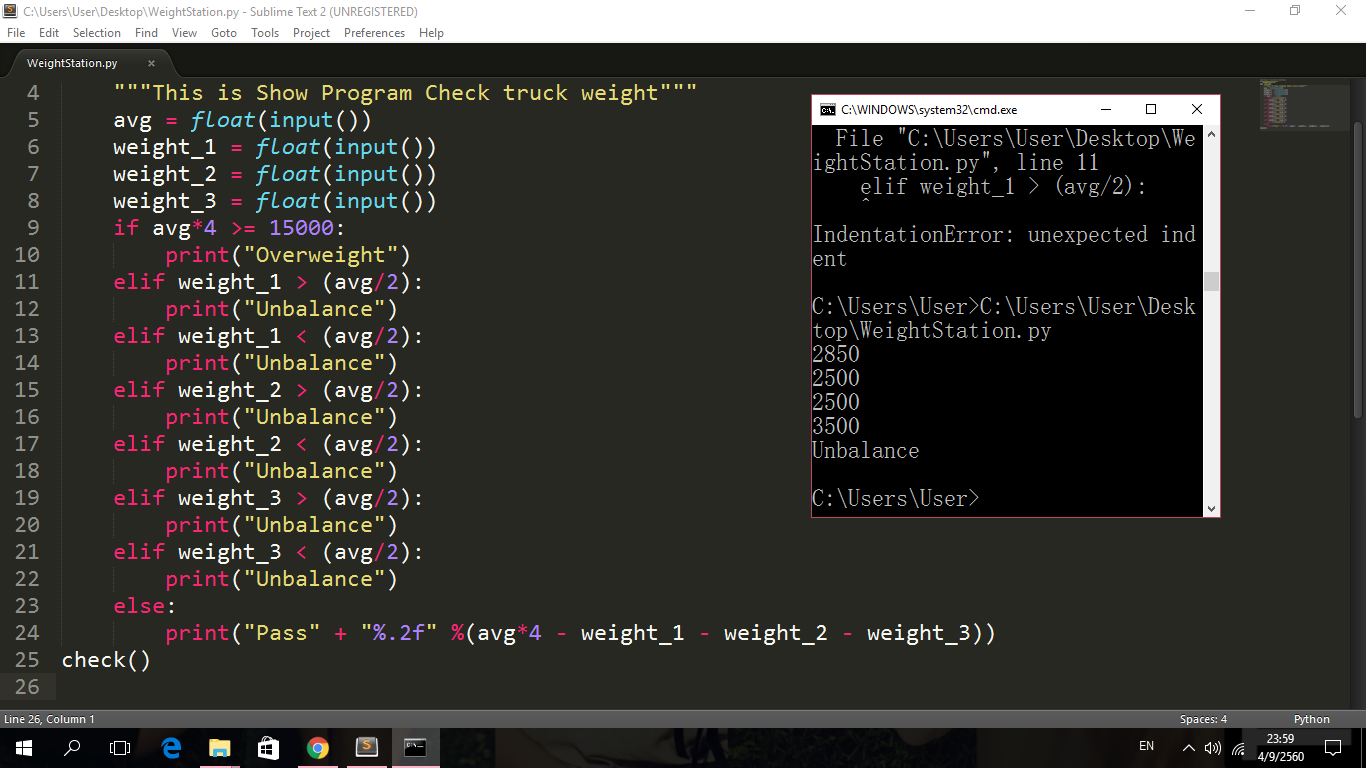 C:\Users\User\Desktop\WeightStation.py - Sublime Text 2 (UNREGISTERED)
File Edit Selection Find View Goto Tools Project Preferences Help
WeightStation.py ×
4 """This is Show Program Check truck weight"""
5 avg = float(input())
6 weight_1 = float(input())
7 weight_2 = float(input())
8 weight_3 = float(input())
9 if avg*4 >= 15000:
10 print("Overweight")
11 elif weight_1 > (avg/2):
12 print("Unbalance")
13 elif weight_1 < (avg/2):
14 print("Unbalance")
15 elif weight_2 > (avg/2):
16 print("Unbalance")
17 elif weight_2 < (avg/2):
18 print("Unbalance")
19 elif weight_3 > (avg/2):
20 print("Unbalance")
21 elif weight_3 < (avg/2):
22 print("Unbalance")
23 else:
24 print("Pass" + "%.2f" %(avg*4 - weight_1 - weight_2 - weight_3))
25 check()
26
C:\WINDOWS\system32\cmd.exe
File "C:\Users\User\Desktop\We
ightStation.py", line 11
elif weight_1 > (avg/2):
^
IndentationError: unexpected ind
ent
C:\Users\User>C:\Users\User\Desk
top\WeightStation.py
2850
2500
2500
3500
Unbalance
C:\Users\User>
Line 26, Column 1
Spaces: 4
Python
EN
23:59
4/9/2560